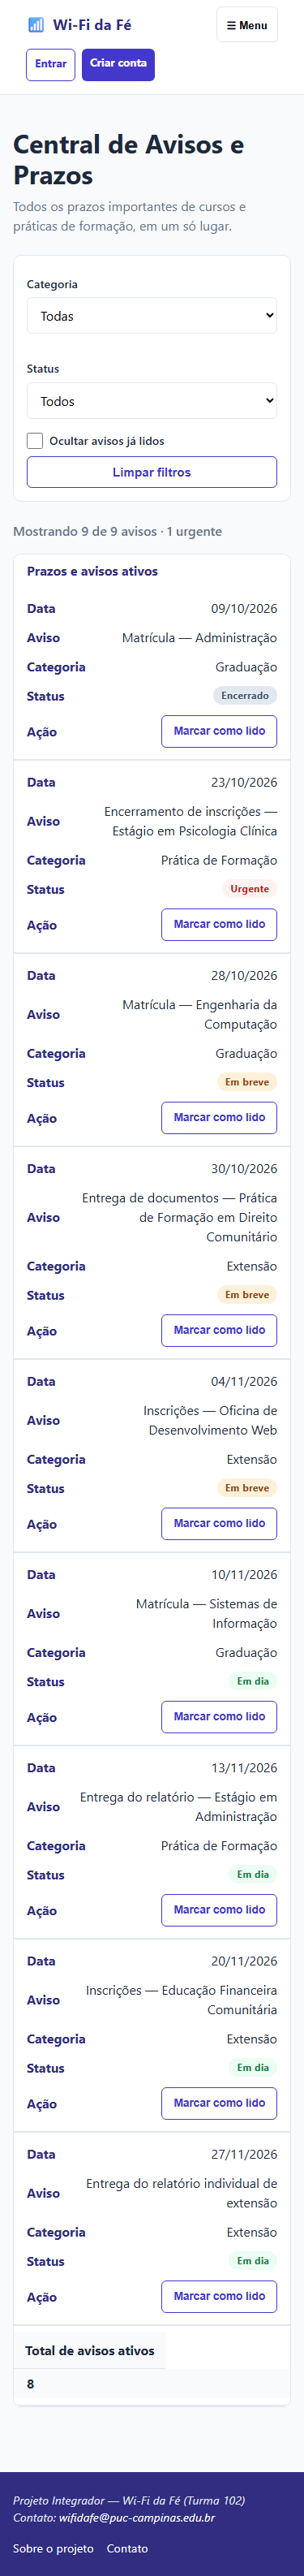 Wi-Fi da Fé
☰ Menu
Entrar
Criar conta
Central de Avisos e
Prazos
Todos os prazos importantes de cursos e
práticas de formação, em um só lugar.
Categoria
Todas
Status
Todos
Ocultar avisos já lidos
Limpar filtros
Mostrando 9 de 9 avisos · 1 urgente
Prazos e avisos ativos
Data 09/10/2026
Aviso Matrícula — Administração
Categoria Graduação
Status Encerrado
Ação Marcar como lido
Data 23/10/2026
Aviso Encerramento de inscrições —
Estágio em Psicologia Clínica
Categoria Prática de Formação
Status Urgente
Ação Marcar como lido
Data 28/10/2026
Aviso Matrícula — Engenharia da
Computação
Categoria Graduação
Status Em breve
Ação Marcar como lido
Data 30/10/2026
Aviso Entrega de documentos — Prática
de Formação em Direito
Comunitário
Categoria Extensão
Status Em breve
Ação Marcar como lido
Data 04/11/2026
Aviso Inscrições — Oficina de
Desenvolvimento Web
Categoria Extensão
Status Em breve
Ação Marcar como lido
Data 10/11/2026
Aviso Matrícula — Sistemas de
Informação
Categoria Graduação
Status Em dia
Ação Marcar como lido
Data 13/11/2026
Aviso Entrega do relatório — Estágio em
Administração
Categoria Prática de Formação
Status Em dia
Ação Marcar como lido
Data 20/11/2026
Aviso Inscrições — Educação Financeira
Comunitária
Categoria Extensão
Status Em dia
Ação Marcar como lido
Data 27/11/2026
Aviso Entrega do relatório individual de
extensão
Categoria Extensão
Status Em dia
Ação Marcar como lido
Total de avisos ativos
8
Projeto Integrador — Wi-Fi da Fé (Turma 102)
Contato: wifidafe@puc-campinas.edu.br
Sobre o projeto Contato